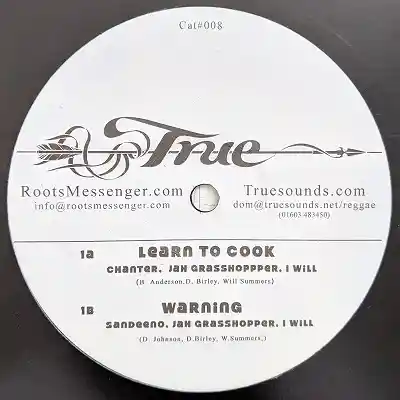 Cat#008
True
RootsMessenger.com Truesounds.com
info@rootsmessenger.com dom@truesounds.net/reggae
(01603 483450)
1A LEARN TO COOK
CHANTER, JAH GRASSHOPPPER, I WILL
(B Anderson,D. Birley, Will Summers)
1B WARNING
SANDEENO, JAH GRASSHOPPER, I WILL
(D. Johnson, D.Birley, W.Summers,)